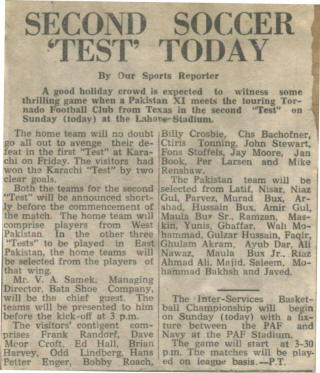 SECOND SOCCER
'TEST' TODAY
By Our Sports Reporter
A good holiday crowd is expected to witness some
thrilling game when a Pakistan XI meets the touring Tor-
nado Football Club from Texas in the second "Test" on
Sunday (today) at the Lahore Stadium.
The home team will no doubt
go all out to avenge their de-
feat in the first "Test" at Kara-
chi on Friday. The visitors had
won the Karachi "Test" by two
clear goals.
Both the teams for the second
"Test" will be announced short-
ly before the commencement of
the match. The home team will
comprise players from West
Pakistan. In the other three
"Tests" to be played in East
Pakistan, the home teams will
be selected from the players of
that wing.
Mr. V. A. Samek, Managing
Director, Bata Shoe Company,
will be the chief guest. The
teams will be presented to him
before the kick-off at 3 p.m.
The visitors' contigent com-
prises Frank Randorf, Dave
Moor Croft, Ed Hall, Brian
Harvey, Odd Lindberg, Hans
Petter Enger, Bobby Roach,
Billy Crosbie, Chs Bachofner,
Ctiris Tonning, John Stewart,
Fons Stoffels, Jay Moore, Jan
Book, Per Larsen and Mike
Renshaw.
The Pakistan team will be
selected from Latif, Nisar, Niaz
Gul, Parvez, Murad Bux, Ar-
ashad, Hussain Bux, Amir Gul,
Maula Bux Sr., Ramzan, Mas-
kin, Yunis, Ghaffar, Wali Mo-
hammad, Gulzar Hussain, Faqir,
Ghulam Akram, Ayub Dar, Ali
Nawaz, Maula Bux Jr., Riaz
Ahmad Ali, Majid, Saleem, Mo-
hammad Bakhsh and Javed.
The Inter-Services Basket-
ball Championship will begin
on Sunday (today) with a fix-
ture between the PAF and
Navy at the PAF Stadium.
The game will start at 3-30
p.m. The matches will be play-
ed on league basis.—P.T.